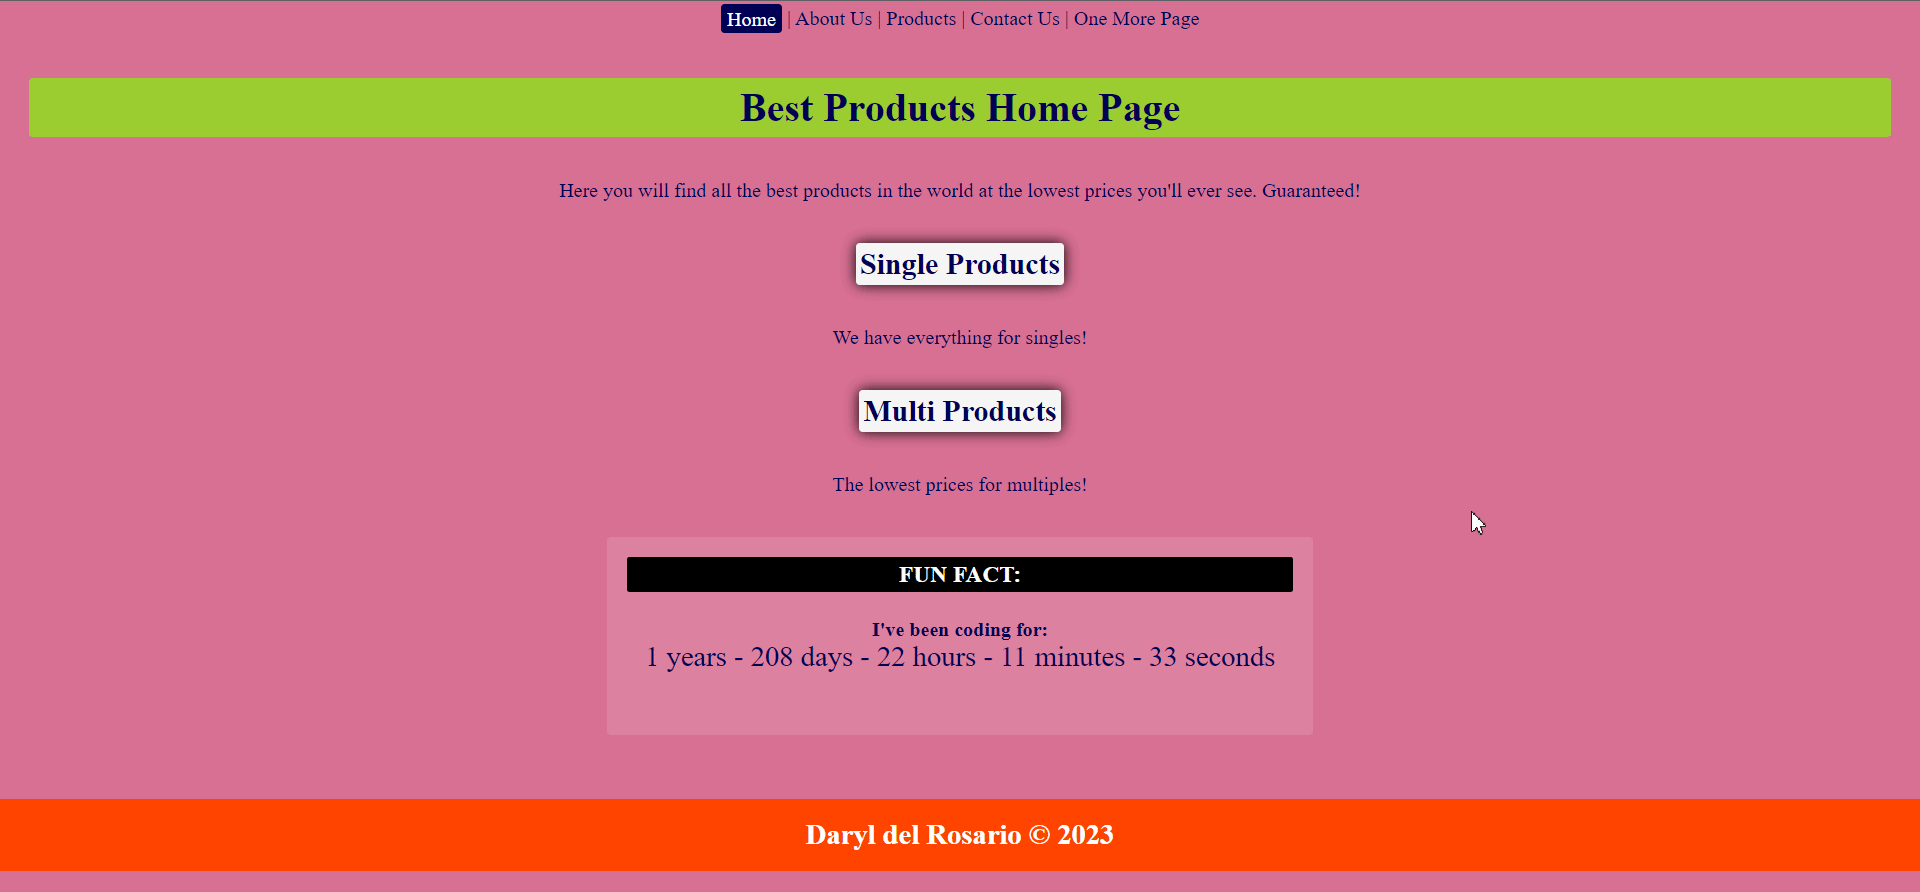 Home | About Us | Products | Contact Us | One More Page
Best Products Home Page
Here you will find all the best products in the world at the lowest prices you'll ever see. Guaranteed!
Single Products
We have everything for singles!
Multi Products
The lowest prices for multiples!
FUN FACT:
I've been coding for:
1 years - 208 days - 22 hours - 11 minutes - 33 seconds
Daryl del Rosario © 2023